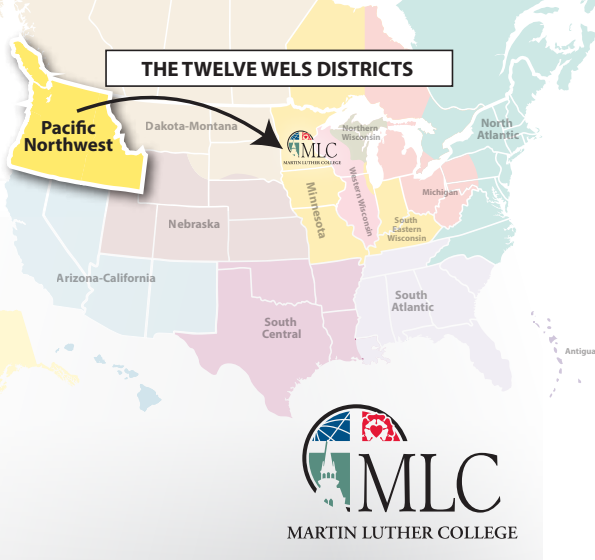 THE TWELVE WELS DISTRICTS
Pacific
Northwest
Dakota-Montana
MLC
MARTIN LUTHER COLLEGE
Northern
Wisconsin
North
Atlantic
Western Wisconsin
Minnesota
Michigan
Nebraska
South
Eastern
Wisconsin
Arizona-California
South
Central
South
Atlantic
Antigua
MLC
MARTIN LUTHER COLLEGE